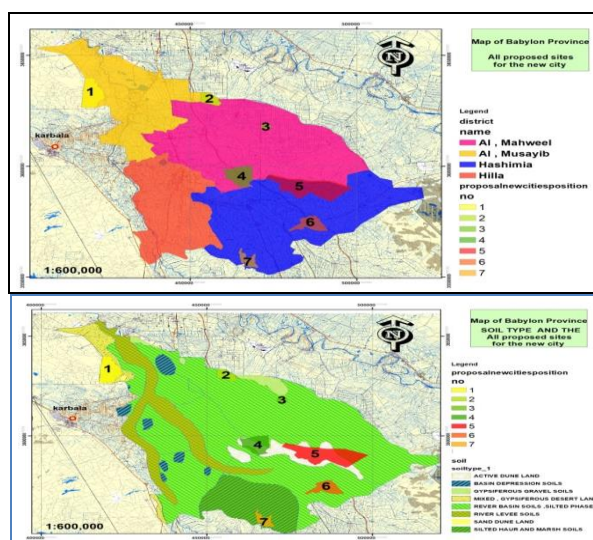 Map of Babylon Province
All proposed sites
for the new city
N
1
2
3
4
5
6
7
karbala
1:600,000
Legend
district
name
Al , Mahweel
Al , Musayib
Hashimia
Hilla
proposalnewcitiesposition
no
1
2
3
4
5
6
7
Map of Babylon Province
SOIL TYPE AND THE
All proposed sites
for the new city
N
1
2
3
4
5
6
7
karbala
1:600,000
Legend
proposalnewcitiesposition
no
1
2
3
4
5
6
7
soil
soiltype_1
ACTIVE DUNE LAND
BASIN DEPRESSION SOILS
GYPSIFEROUS GRAVEL SOILS
MIXED , GYPSIFEROUS DESERT LAND
REVER BASIN SOILS ,SILTED PHASE
RIVER LEVEE SOILS
SAND DUNE LAND
SILTED HAUR AND MARSH SOILS